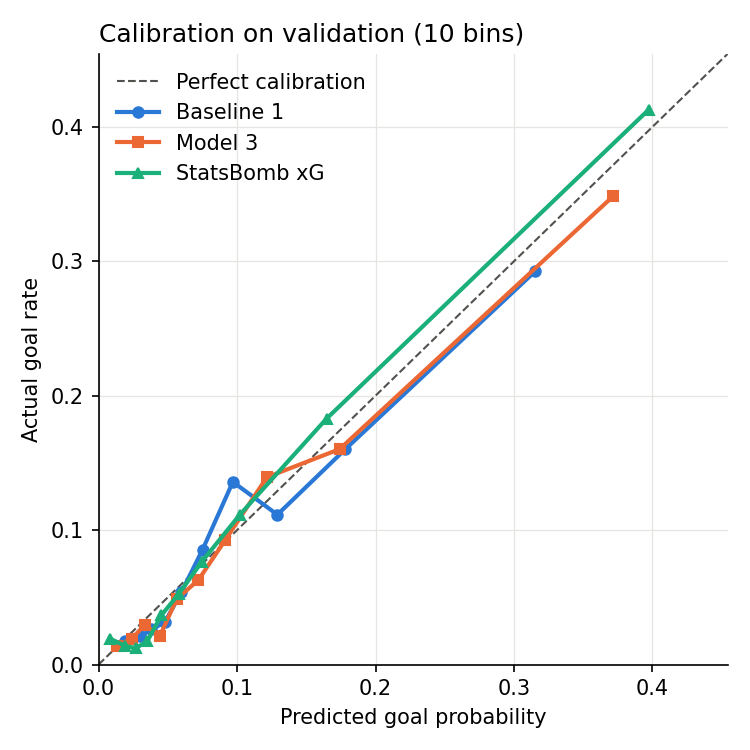 Calibration on validation (10 bins)
Perfect calibration
Baseline 1
Model 3
StatsBomb xG
0.4
0.3
0.2
0.1
0.0
Actual goal rate
0.0 0.1 0.2 0.3 0.4
Predicted goal probability